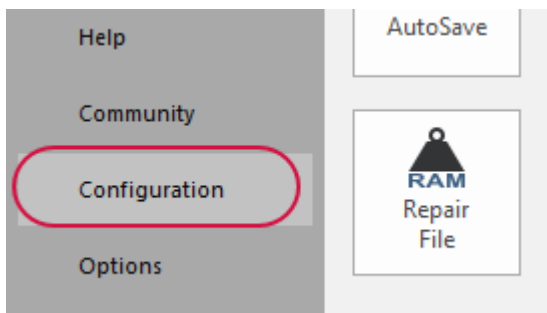 Help
Community
Configuration
Options
AutoSave
RAM
Repair
File